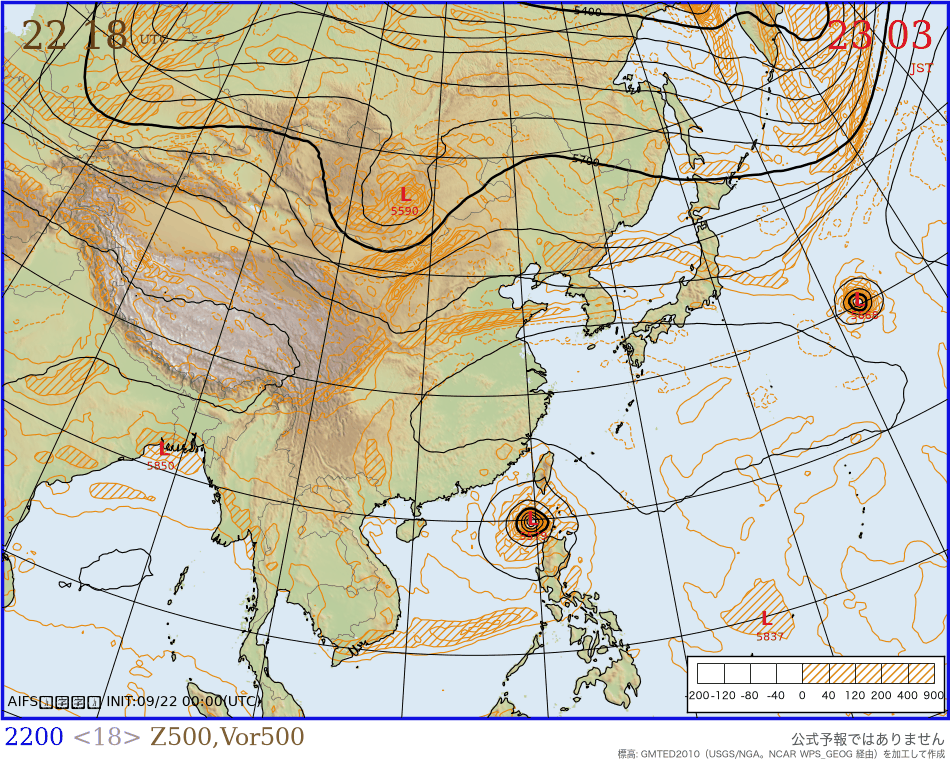 5400
22 18 UTC
23 03
JST
5700
L
5590
L
5866
L
5850
L
L
5837
-200 -120 -80 -40 0 40 120 200 400 900
AIFS INIT:09/22 00:00(UTC)
2200 <18> Z500,Vor500
公式予報ではありません
標高: GMTED2010（USGS/NGA。NCAR WPS_GEOG 経由）を加工して作成